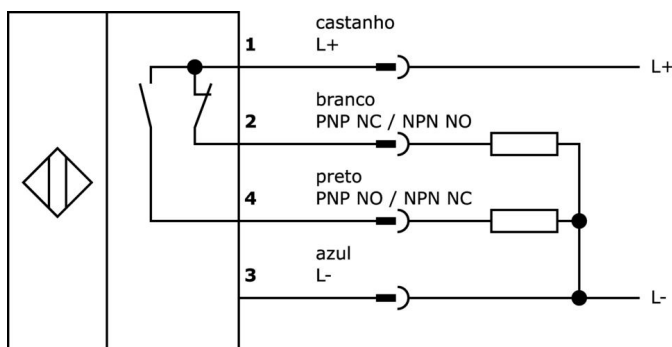 castanho
1 L+
L+
branco
2 PNP NC / NPN NO
preto
4 PNP NO / NPN NC
azul
3 L-
L-